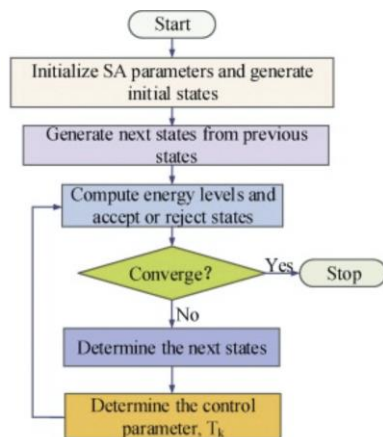 Start
Initialize SA parameters and generate
initial states
Generate next states from previous
states
Compute energy levels and
accept or reject states
Converge?
Yes
Stop
No
Determine the next states
Determine the control
parameter, Tk